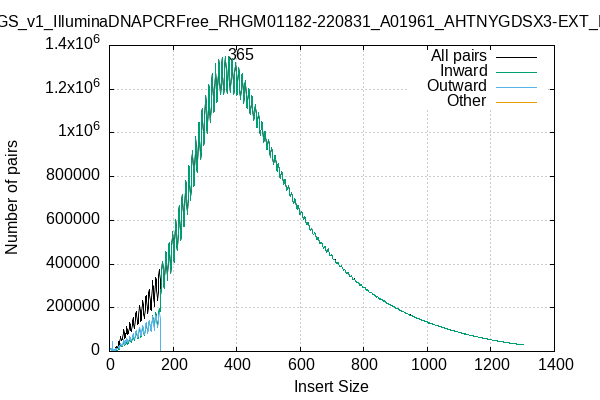 GS_v1_IlluminaDNAPCRFree_RHGM01182-220831_A01961_AHTNYGDSX3-EXT_
365
All pairs
Inward
Outward
Other
Number of pairs
1.4x10^6
1.2x10^6
1x10^6
800000
600000
400000
200000
0
0 200 400 600 800 1000 1200 1400
Insert Size